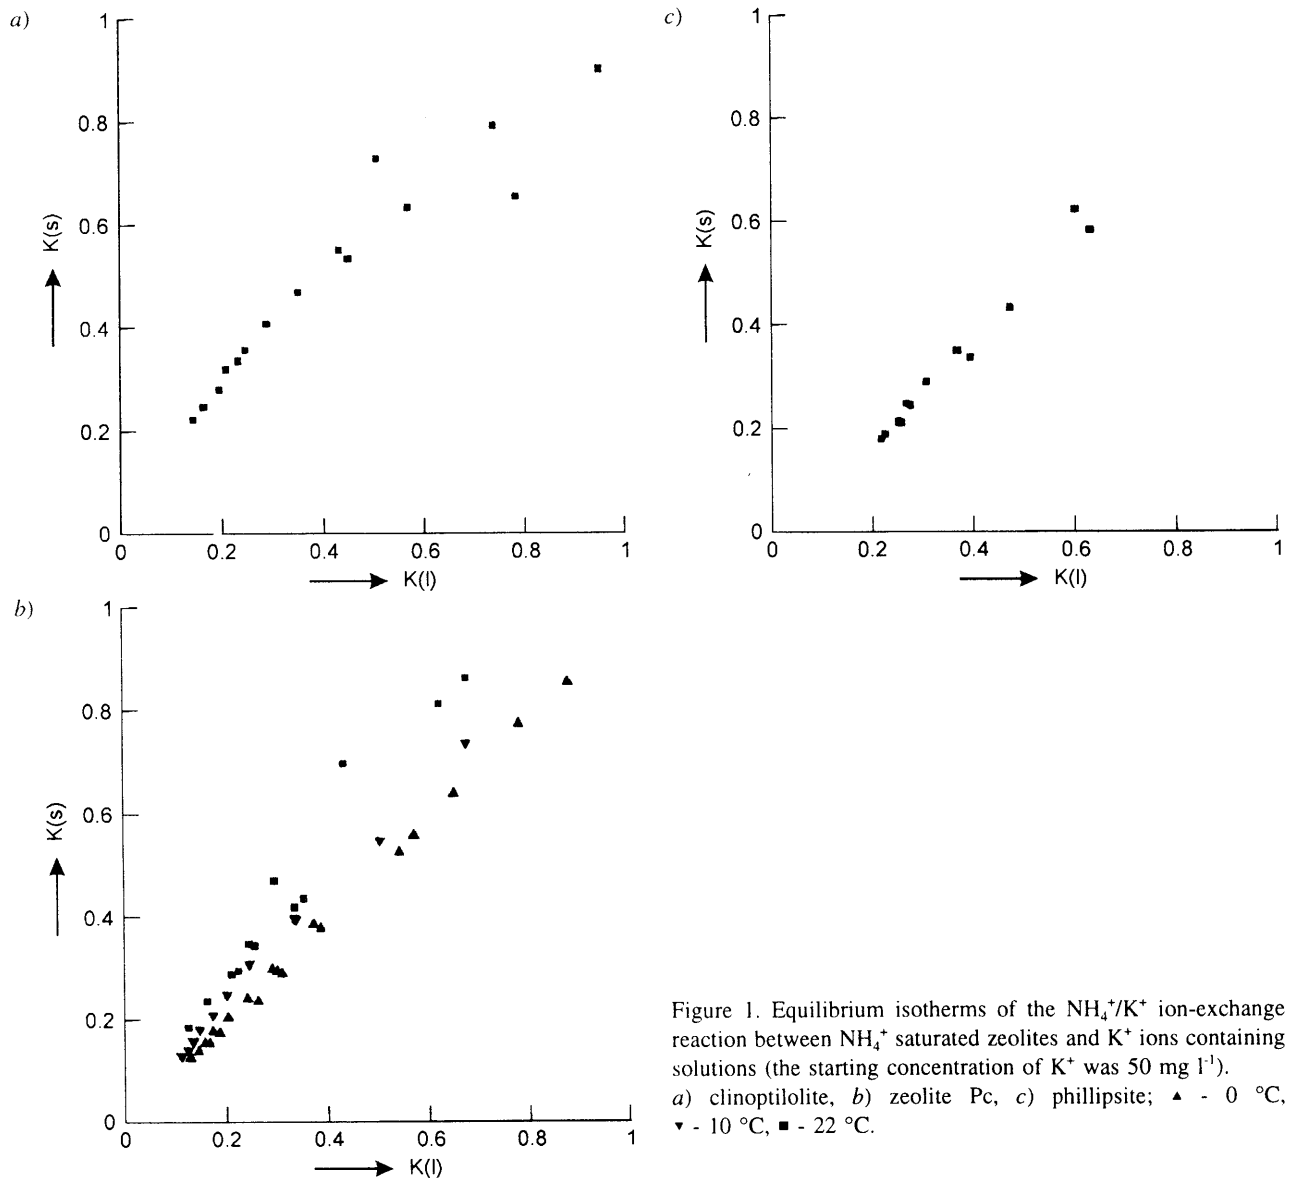 a)
1
0.8
0.6
0.4
0.2
0
K(s)
0 0.2 0.4 0.6 0.8 1
K(l)
c)
1
0.8
0.6
0.4
0.2
0
K(s)
0 0.2 0.4 0.6 0.8 1
K(l)
b)
1
0.8
0.6
0.4
0.2
0
K(s)
0 0.2 0.4 0.6 0.8 1
K(l)
Figure 1. Equilibrium isotherms of the NH₄⁺/K⁺ ion-exchange
reaction between NH₄⁺ saturated zeolites and K⁺ ions containing
solutions (the starting concentration of K⁺ was 50 mg l⁻¹).
a) clinoptilolite, b) zeolite Pc, c) phillipsite; ▲ - 0 °C,
▼ - 10 °C, ■ - 22 °C.